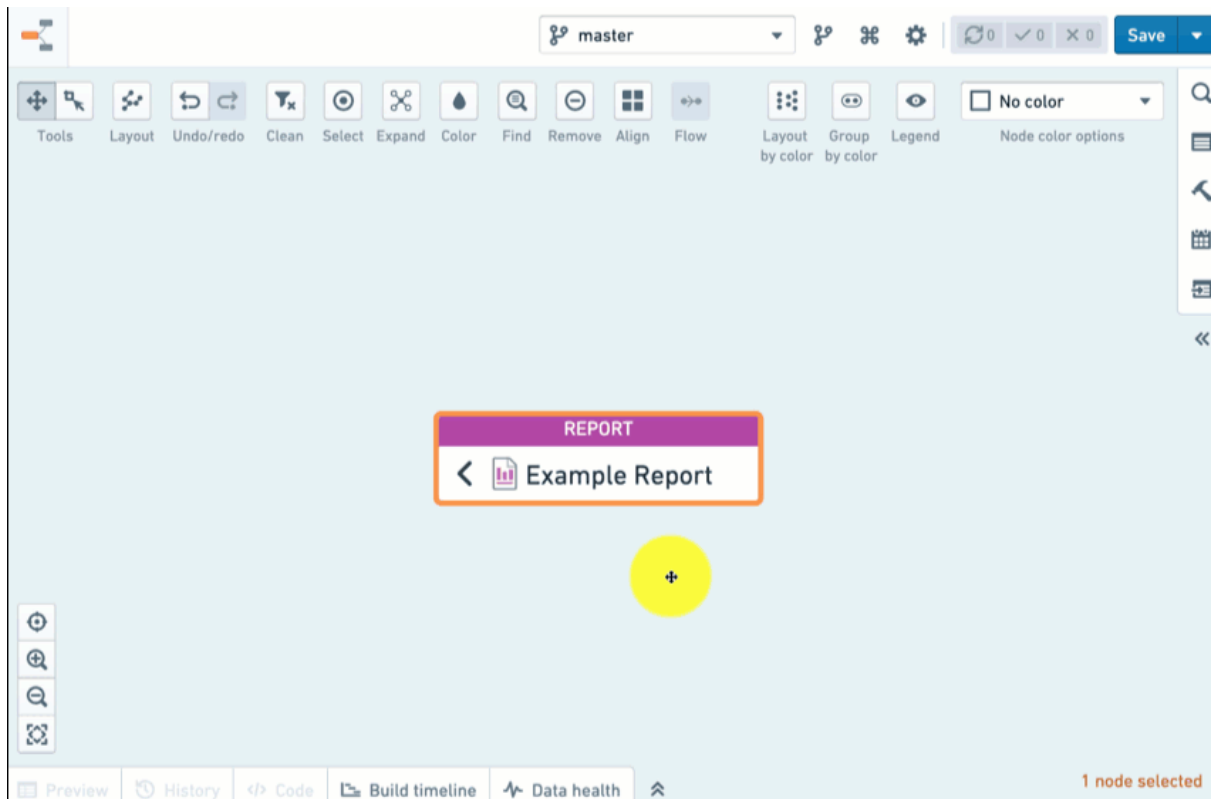 master
0 0 0
Save
Tools
Layout
Undo/redo
Clean
Select
Expand
Color
Find
Remove
Align
Flow
Layout
by color
Group
by color
Legend
No color
Node color options
REPORT
Example Report
Preview
History
</> Code
Build timeline
Data health
1 node selected